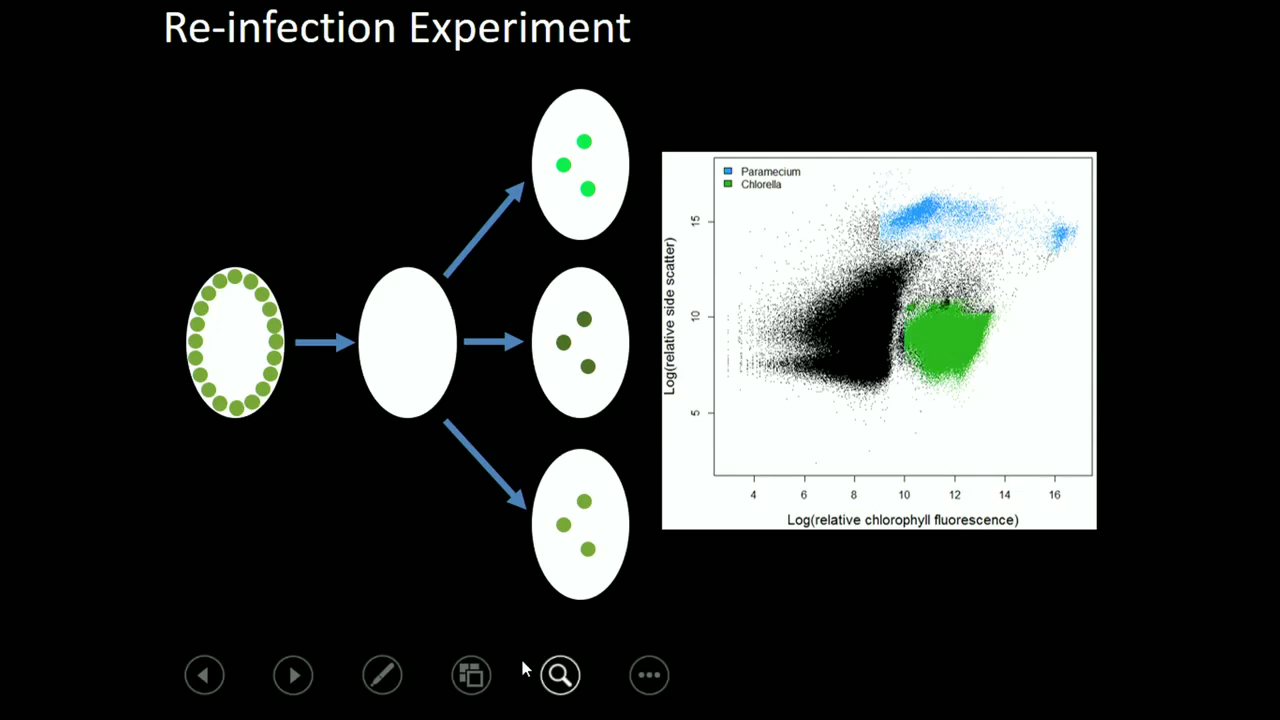 Re-infection Experiment
Paramecium
Chlorella
Log(relative side scatter)
15
10
5
4 6 8 10 12 14 16
Log(relative chlorophyll fluorescence)